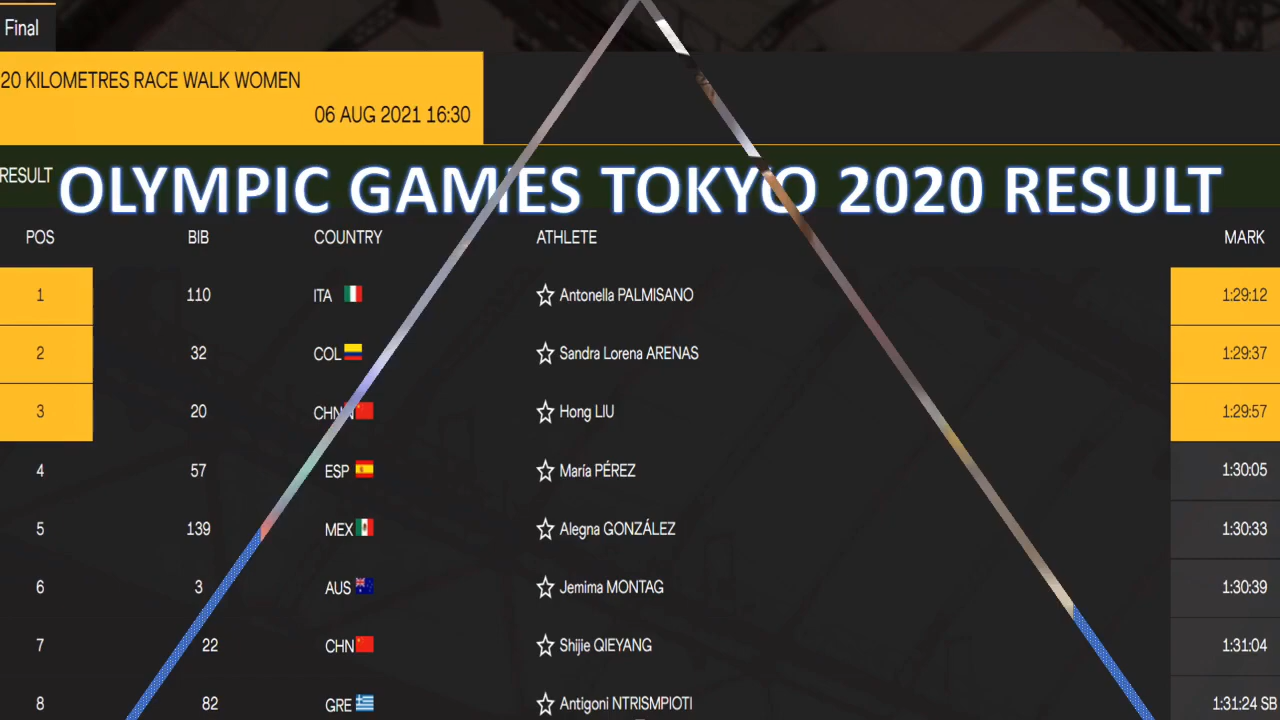 Final
20 KILOMETRES RACE WALK WOMEN
06 AUG 2021 16:30
RESULT OLYMPIC GAMES TOKYO 2020 RESULT
POS BIB COUNTRY ATHLETE MARK
1 110 ITA Antonella PALMISANO 1:29:12
2 32 COL Sandra Lorena ARENAS 1:29:37
3 20 CHN Hong LIU 1:29:57
4 57 ESP María PÉREZ 1:30:05
5 139 MEX Alegna GONZÁLEZ 1:30:33
6 3 AUS Jemima MONTAG 1:30:39
7 22 CHN Shijie QIEYANG 1:31:04
8 82 GRE Antigoni NTRISMPIOTI 1:31:24 SB